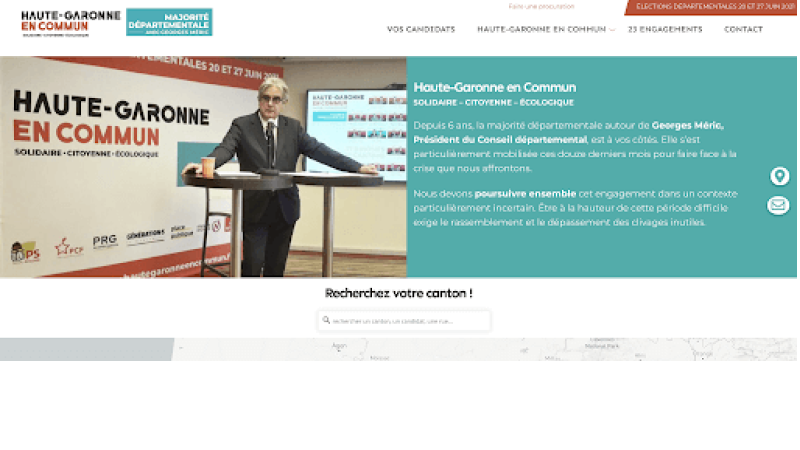 Faire une procuration
ÉLECTIONS DÉPARTEMENTALES 20 ET 27 JUIN 2021
HAUTE-GARONNE
EN COMMUN
SOLIDAIRE • CITOYENNE • ÉCOLOGIQUE
MAJORITÉ
DÉPARTEMENTALE
AVEC GEORGES MÉRIC
VOS CANDIDATS
HAUTE-GARONNE EN COMMUN
23 ENGAGEMENTS
CONTACT
DÉPARTEMENTALES 20 ET 27 JUIN 2021
HAUTE-GARONNE
EN COMMUN
SOLIDAIRE • CITOYENNE • ÉCOLOGIQUE
HAUTE-GARONNE
EN COMMUN
PS
PCF
PRG
GÉNÉRATIONS
place
publique
hautegaronneencommun.fr
Haute-Garonne en Commun
SOLIDAIRE – CITOYENNE – ÉCOLOGIQUE
Depuis 6 ans, la majorité départementale autour de Georges Méric,
Président du Conseil départemental, est à vos côtés. Elle s'est
particulièrement mobilisée ces douze derniers mois pour faire face à la
crise que nous affrontons.
Nous devons poursuivre ensemble cet engagement dans un contexte
particulièrement incertain. Être à la hauteur de cette période difficile
exige le rassemblement et le dépassement des clivages inutiles.
Recherchez votre canton !
rechercher un canton, un candidat, une rue...